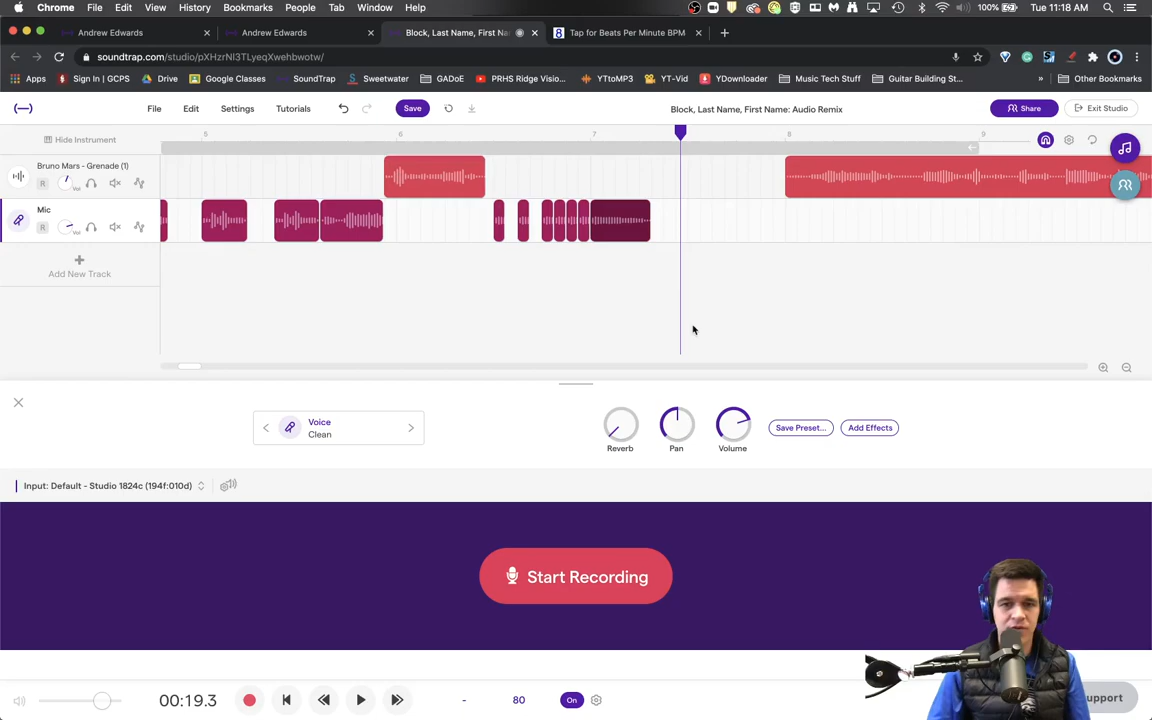 Chrome File Edit View History Bookmarks People Tab Window Help 100% Tue 11:18 AM
Andrew Edwards Andrew Edwards Block, Last Name, First Na Tap for Beats Per Minute BPM
soundtrap.com/studio/pXHzrNI3TLyeqXwehbwotw/
Apps Sign In | GCPS Drive Google Classes SoundTrap Sweetwater GADoE PRHS Ridge Visio... YTtoMP3 YT-Vid YDownloader Music Tech Stuff Guitar Building St... » Other Bookmarks
File Edit Settings Tutorials Save Block, Last Name, First Name: Audio Remix Share Exit Studio
Hide Instrument 5 6 7 8 9
Bruno Mars - Grenade (1)
R Vol
Mic
R Vol
Add New Track
Voice
Clean
Reverb Pan Volume Save Preset... Add Effects
Input: Default - Studio 1824c (194f:010d)
Start Recording
00:19.3 - 80 On upport